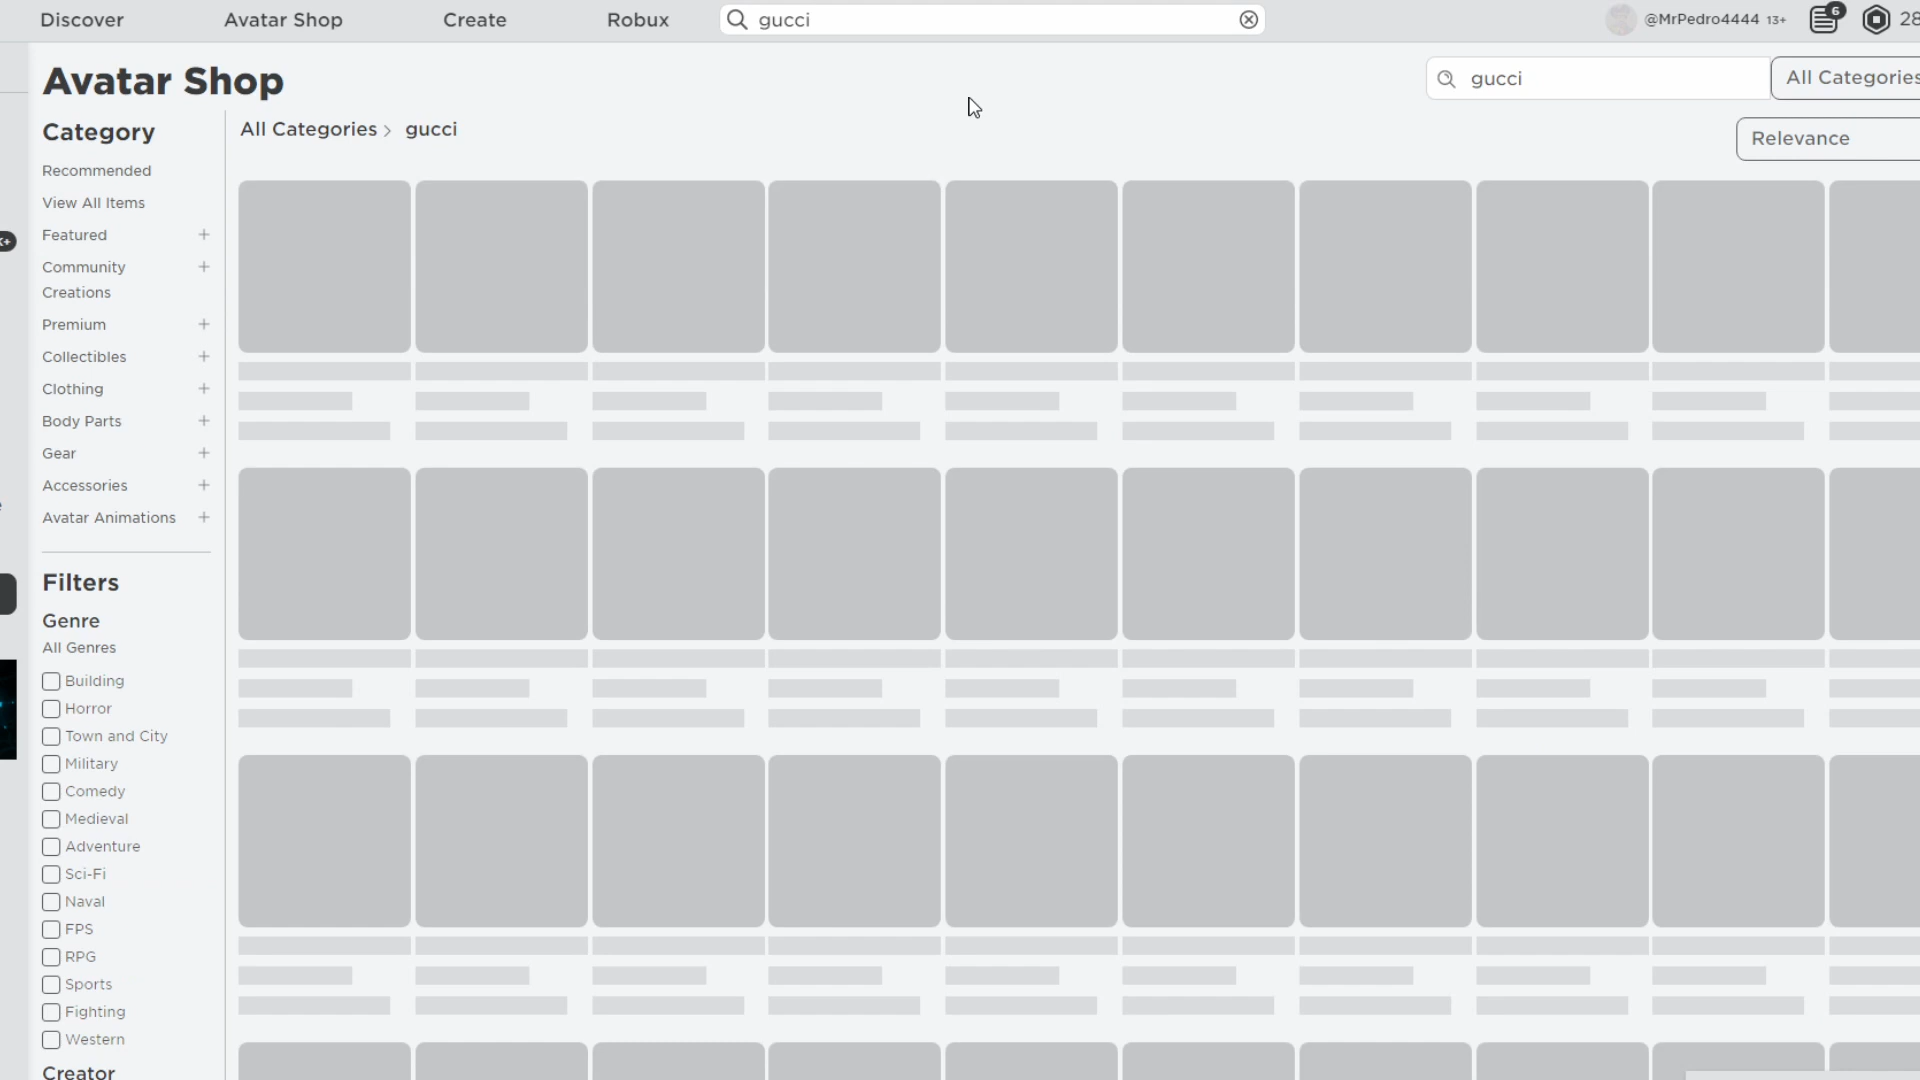 Discover
Avatar Shop
Create
Robux
gucci
@MrPedro4444 13+
6
28
Avatar Shop
gucci
All Categories
Category
All Categories > gucci
Relevance
Recommended
View All Items
Featured +
Community Creations +
Premium +
Collectibles +
Clothing +
Body Parts +
Gear +
Accessories +
Avatar Animations +
Filters
Genre
All Genres
Building
Horror
Town and City
Military
Comedy
Medieval
Adventure
Sci-Fi
Naval
FPS
RPG
Sports
Fighting
Western
Creator